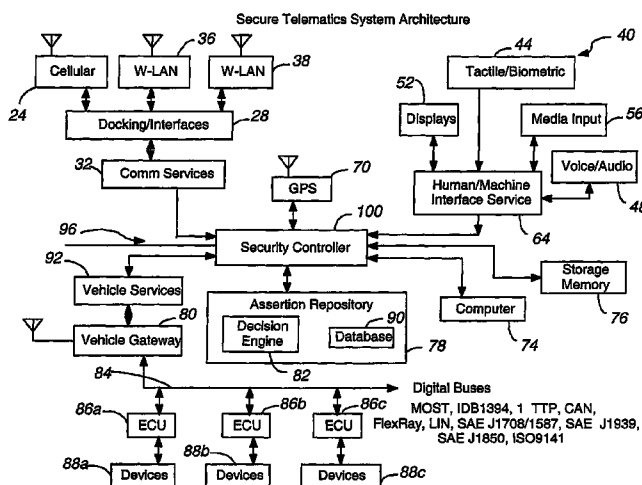 Secure Telematics System Architecture
36
38
44
40
Cellular
W-LAN
W-LAN
Tactile/Biometric
24
52
56
Docking/Interfaces
28
Displays
Media Input
32
Comm Services
70
GPS
Voice/Audio
48
Human/Machine
Interface Service
64
96
100
Security Controller
92
Vehicle Services
80
Vehicle Gateway
Assertion Repository
Decision
Engine
82
90
Database
78
Computer
74
Storage
Memory
76
84
Digital Buses
MOST, IDB1394, 1 TTP, CAN,
FlexRay, LIN, SAE J1708/1587, SAE J1939,
SAE J1850, ISO9141
86a
86b
86c
ECU
ECU
ECU
88a
88b
88c
Devices
Devices
Devices